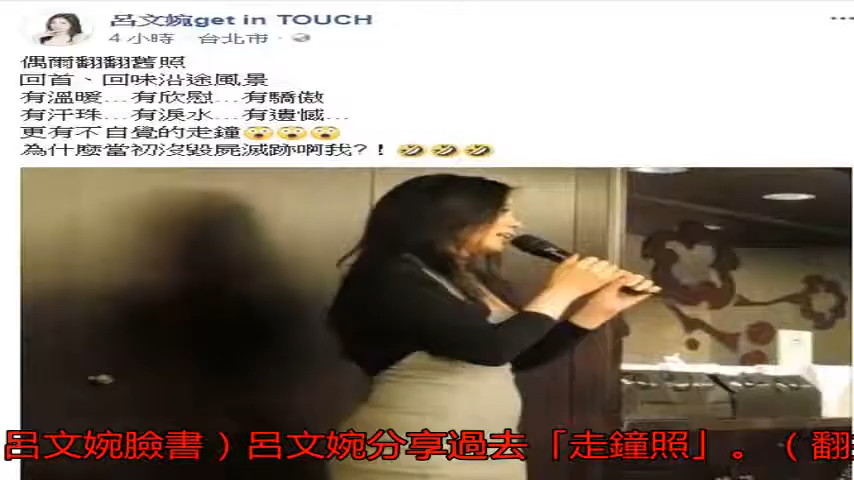 呂文婉get in TOUCH
4 小時 · 台北市 ·
偶爾翻翻舊照
回首、回味沿途風景
有溫暖...有欣慰...有驕傲
有汗珠...有淚水...有遺憾...
更有不自覺的走鐘😲😲😲
為什麼當初沒毀屍滅跡啊我?！🤣🤣🤣
呂文婉臉書）呂文婉分享過去「走鐘照」。（翻